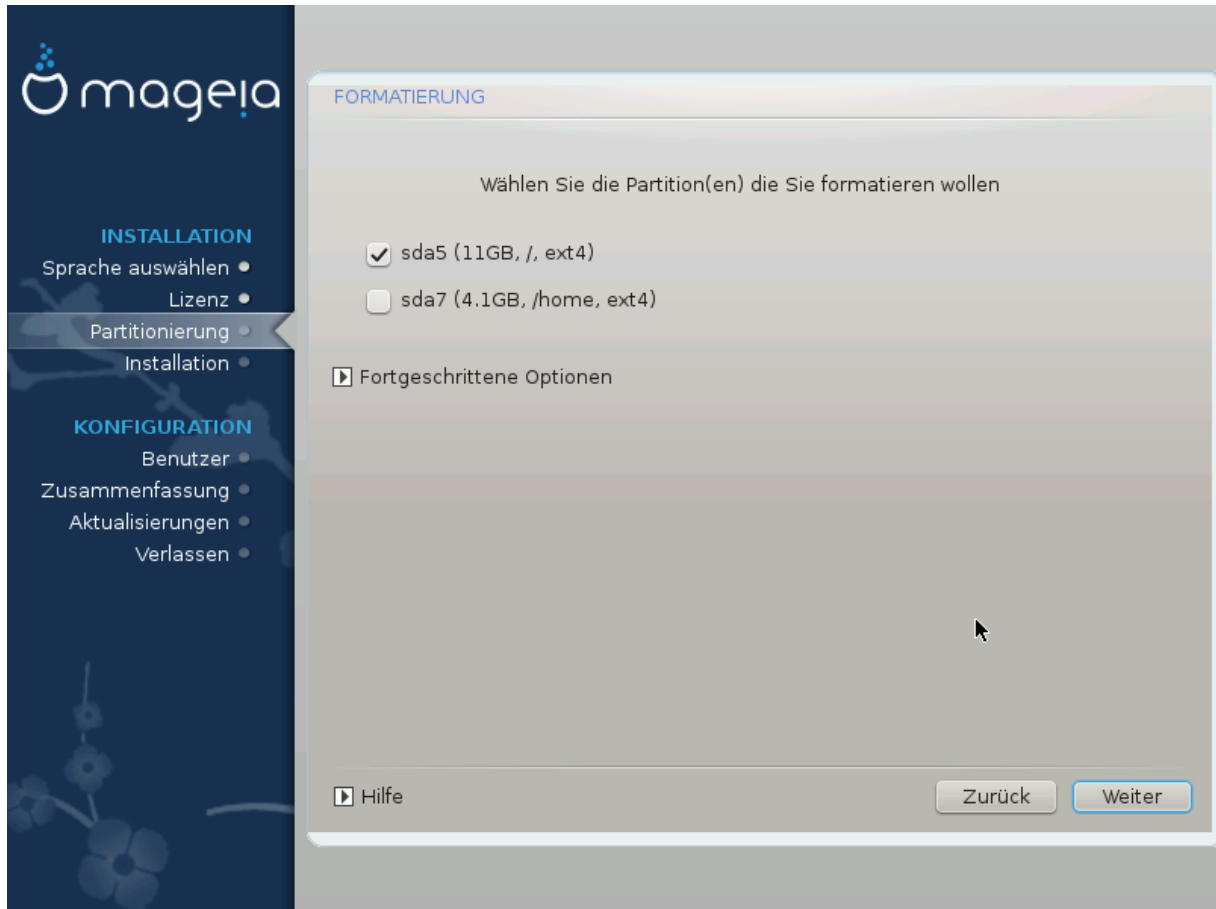 mageia
INSTALLATION
Sprache auswählen
Lizenz
Partitionierung
Installation
KONFIGURATION
Benutzer
Zusammenfassung
Aktualisierungen
Verlassen
FORMATIERUNG
Wählen Sie die Partition(en) die Sie formatieren wollen
sda5 (11GB, /, ext4)
sda7 (4.1GB, /home, ext4)
Fortgeschrittene Optionen
Hilfe
Zurück
Weiter